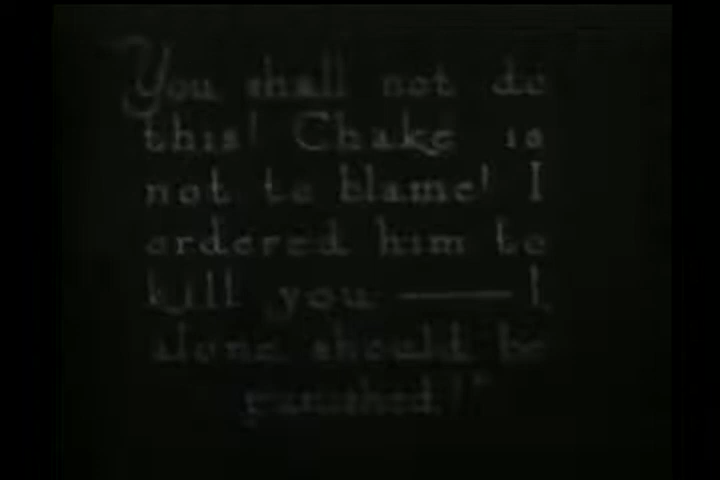 You shall not do
this! Chake is
not to blame! I
ordered him to
kill you — I
alone should be
punished!"